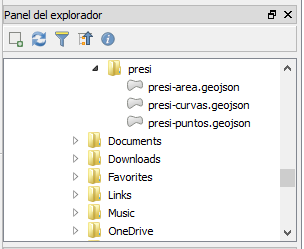 Panel del explorador
presi
presi-area.geojson
presi-curvas.geojson
presi-puntos.geojson
Documents
Downloads
Favorites
Links
Music
OneDrive